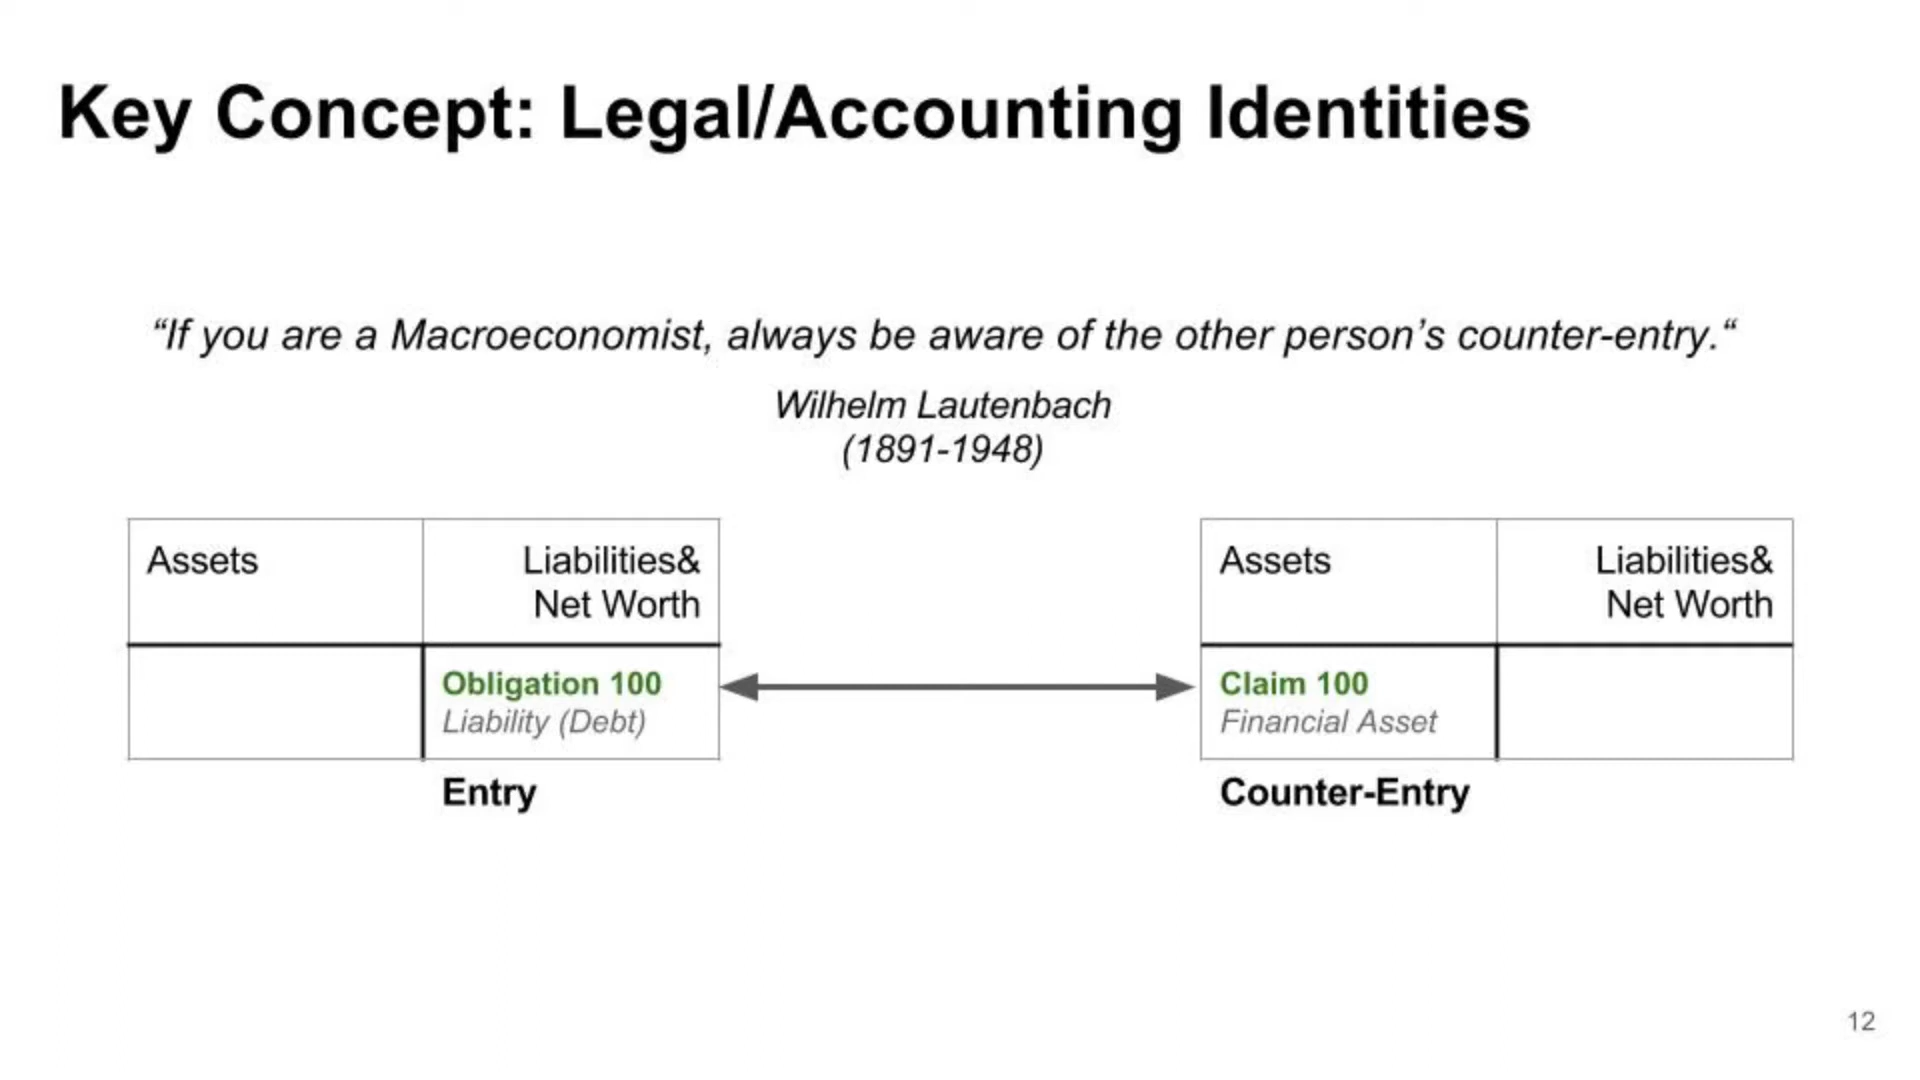 Key Concept: Legal/Accounting Identities
“If you are a Macroeconomist, always be aware of the other person’s counter-entry.“
Wilhelm Lautenbach
(1891-1948)
Assets
Liabilities&
Net Worth
Obligation 100
Liability (Debt)
Entry
Assets
Liabilities&
Net Worth
Claim 100
Financial Asset
Counter-Entry
12